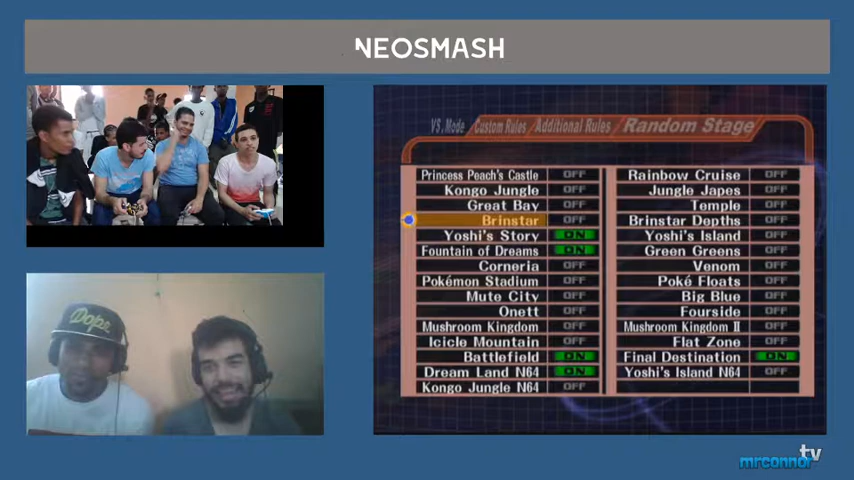 NEOSMASH
VS. Mode / Custom Rules / Additional Rules / Random Stage
Princess Peach's Castle OFF
Kongo Jungle OFF
Great Bay OFF
Brinstar OFF
Yoshi's Story ON
Fountain of Dreams ON
Corneria OFF
Pokémon Stadium OFF
Mute City OFF
Onett OFF
Mushroom Kingdom OFF
Icicle Mountain OFF
Battlefield ON
Dream Land N64 ON
Kongo Jungle N64 OFF
Rainbow Cruise OFF
Jungle Japes OFF
Temple OFF
Brinstar Depths OFF
Yoshi's Island OFF
Green Greens OFF
Venom OFF
Poké Floats OFF
Big Blue OFF
Fourside OFF
Mushroom Kingdom II OFF
Flat Zone OFF
Final Destination ON
Yoshi's Island N64 OFF
OFF
Dope
tv
mrconnor